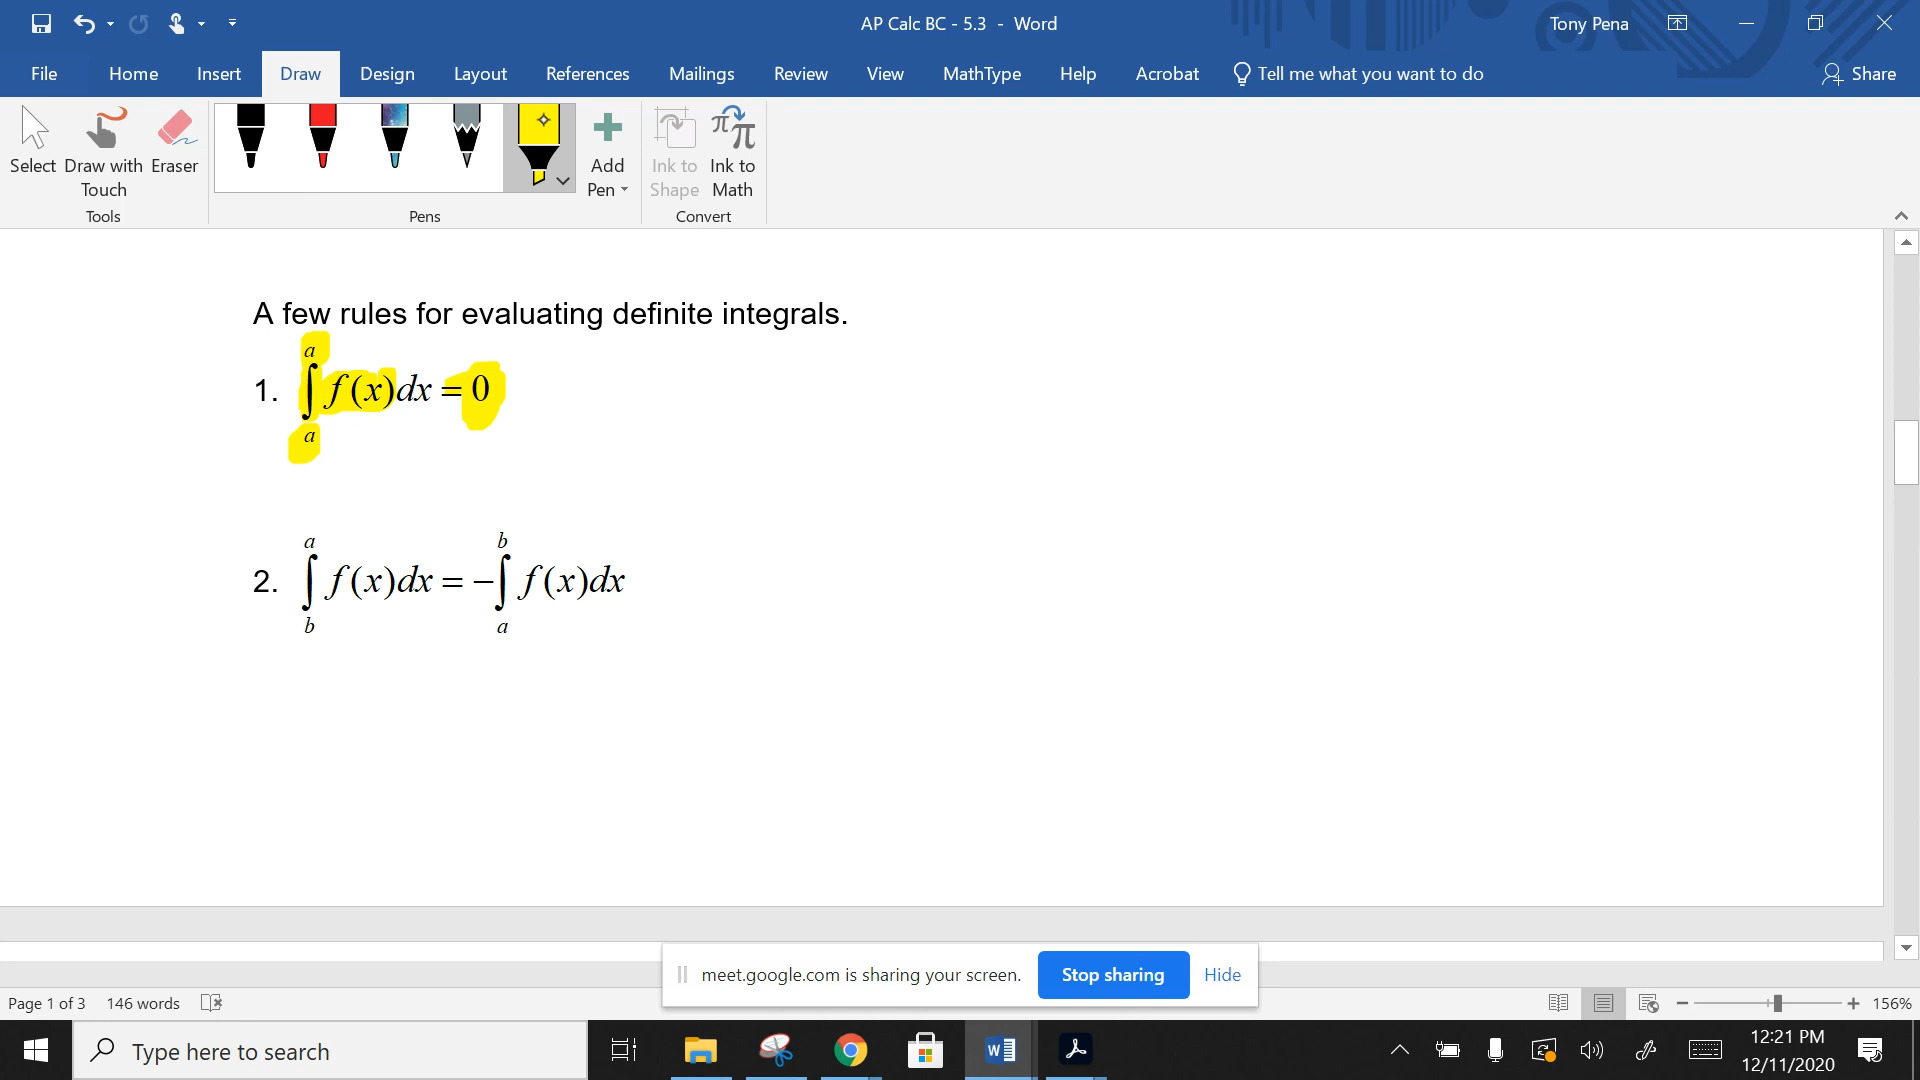 AP Calc BC - 5.3 - Word
Tony Pena
File Home Insert Draw Design Layout References Mailings Review View MathType Help Acrobat Tell me what you want to do Share
Select Draw with Touch Eraser Add Pen Ink to Shape Ink to Math
Tools Pens Convert
A few rules for evaluating definite integrals.
1. ∫ₐᵃ f(x)dx = 0
2. ∫_b^a f(x)dx = −∫_a^b f(x)dx
meet.google.com is sharing your screen. Stop sharing Hide
Page 1 of 3 146 words 156%
Type here to search
12:21 PM
12/11/2020